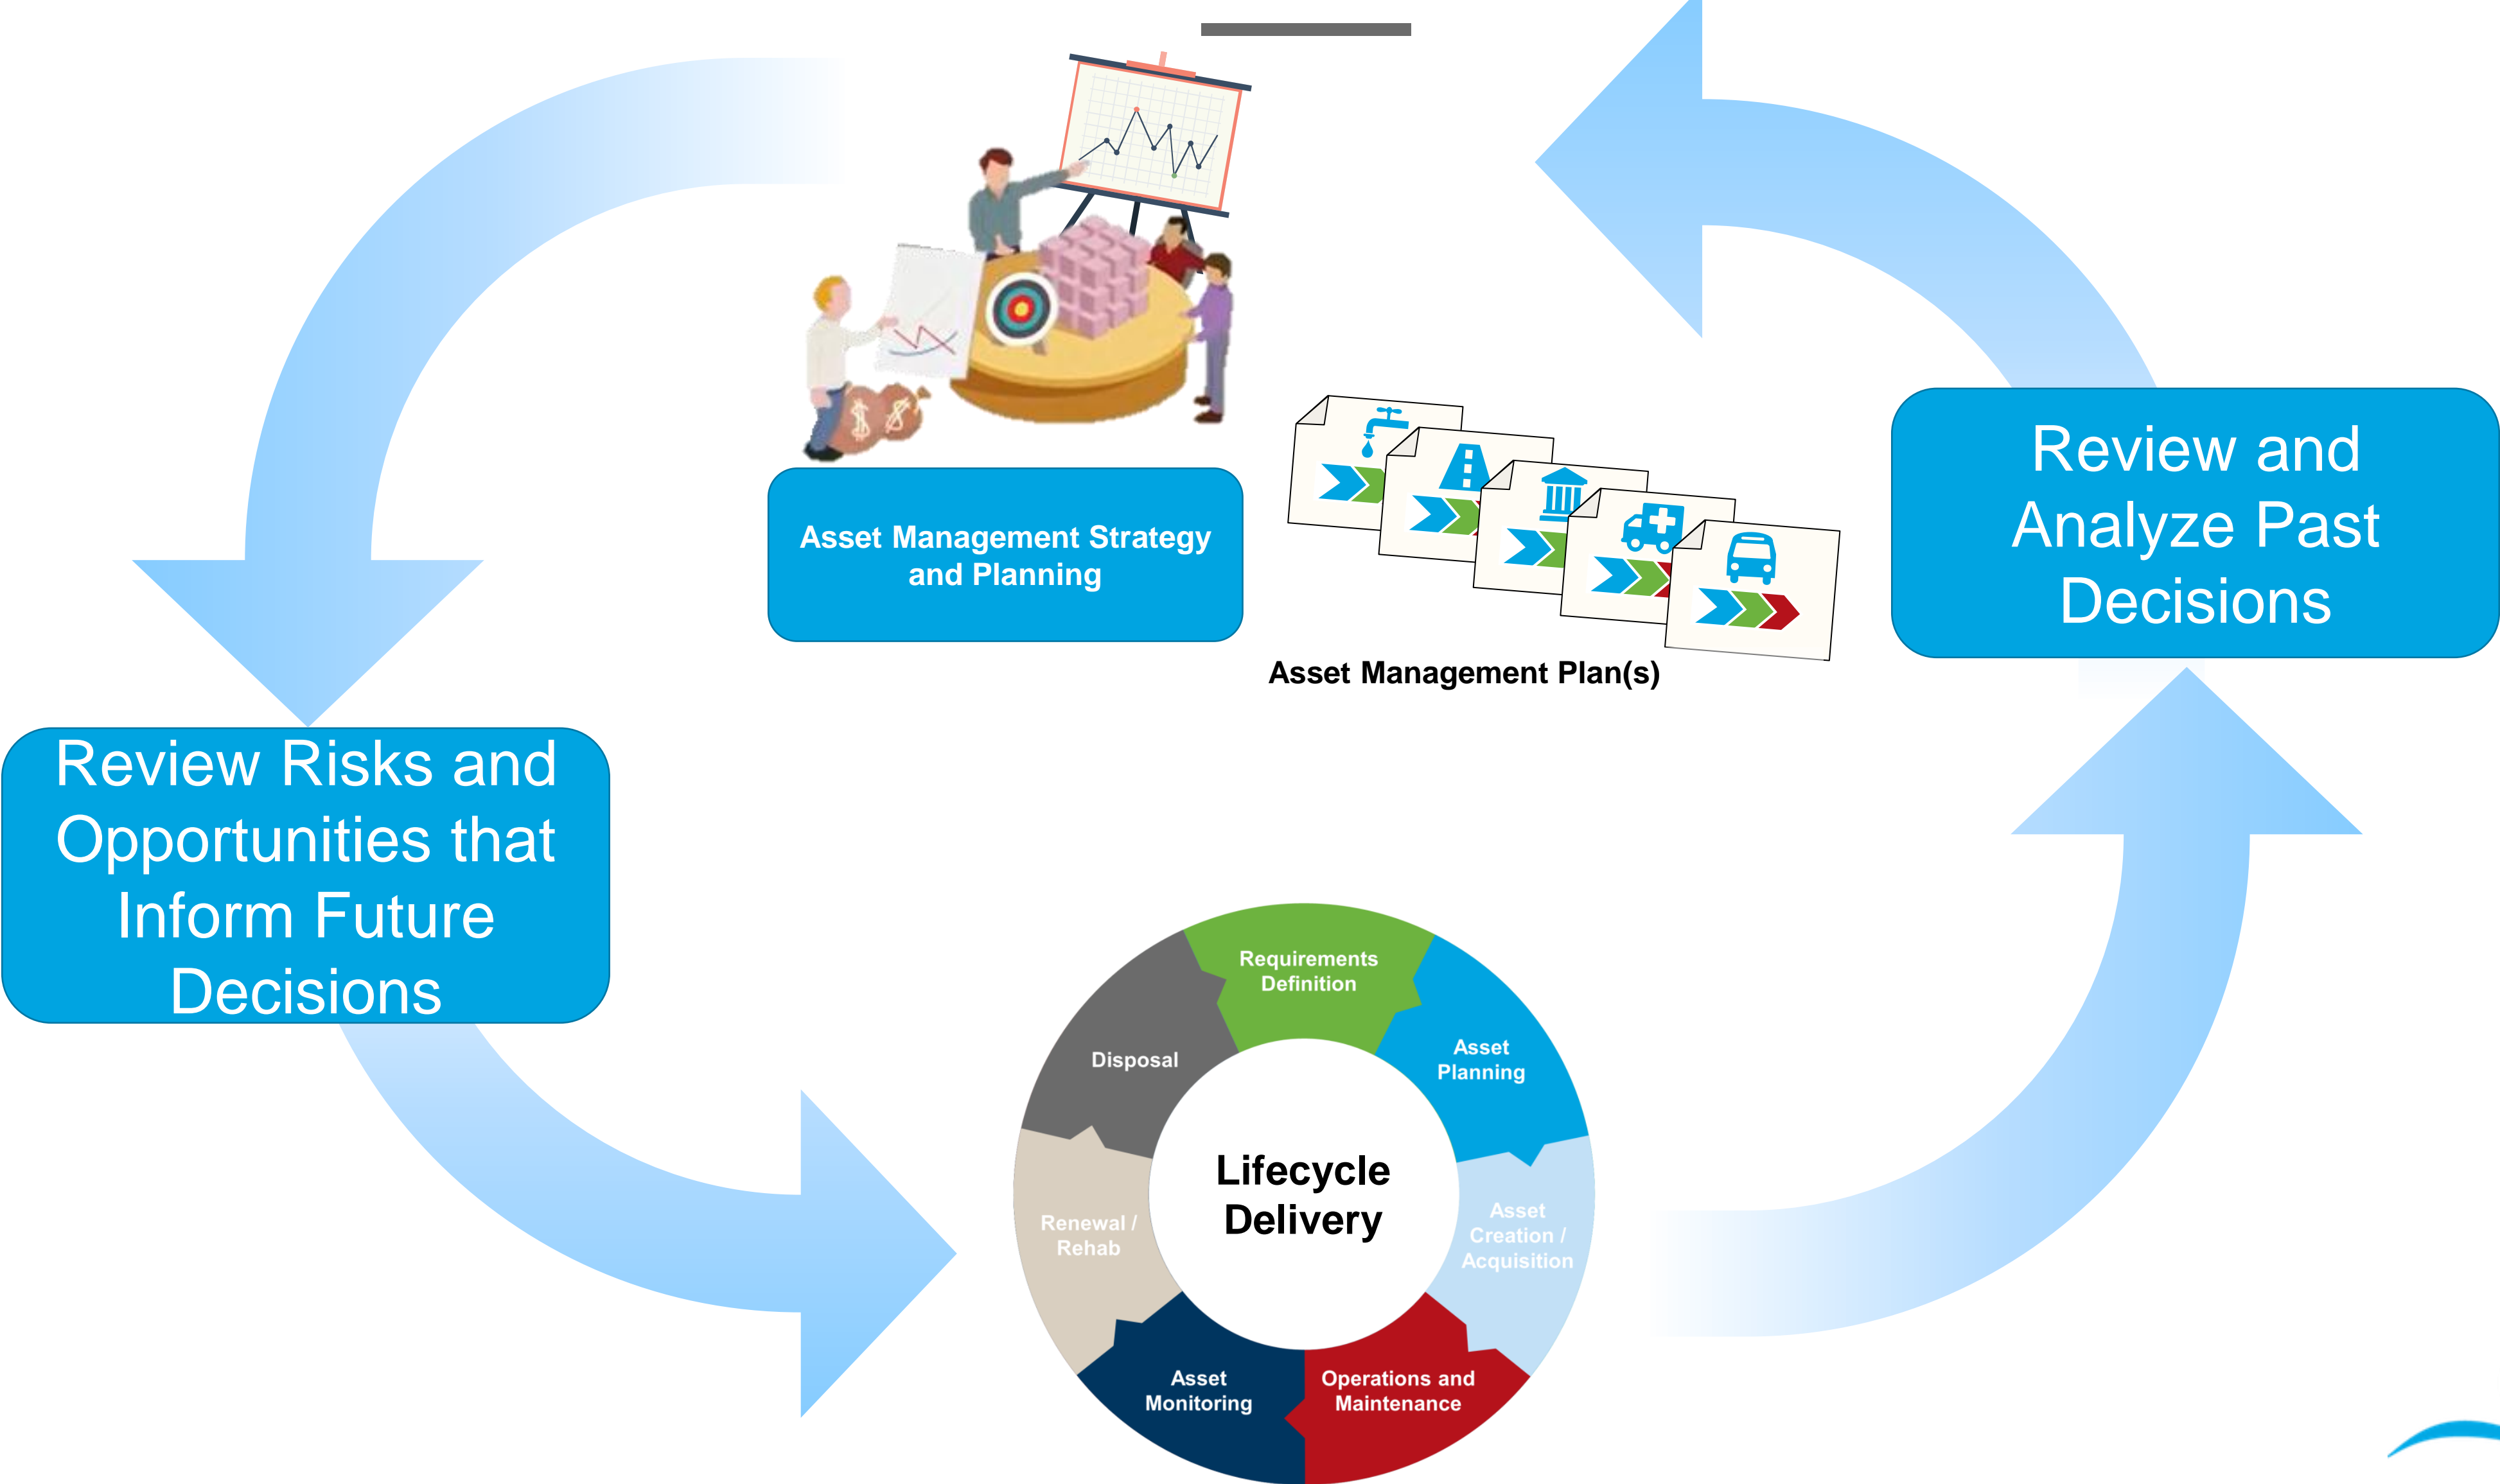 Asset Management Strategy
and Planning
Asset Management Plan(s)
Review and
Analyze Past
Decisions
Review Risks and
Opportunities that
Inform Future
Decisions
Requirements
Definition
Asset
Planning
Asset
Creation /
Acquisition
Operations and
Maintenance
Asset
Monitoring
Renewal /
Rehab
Disposal
Lifecycle
Delivery
$ $